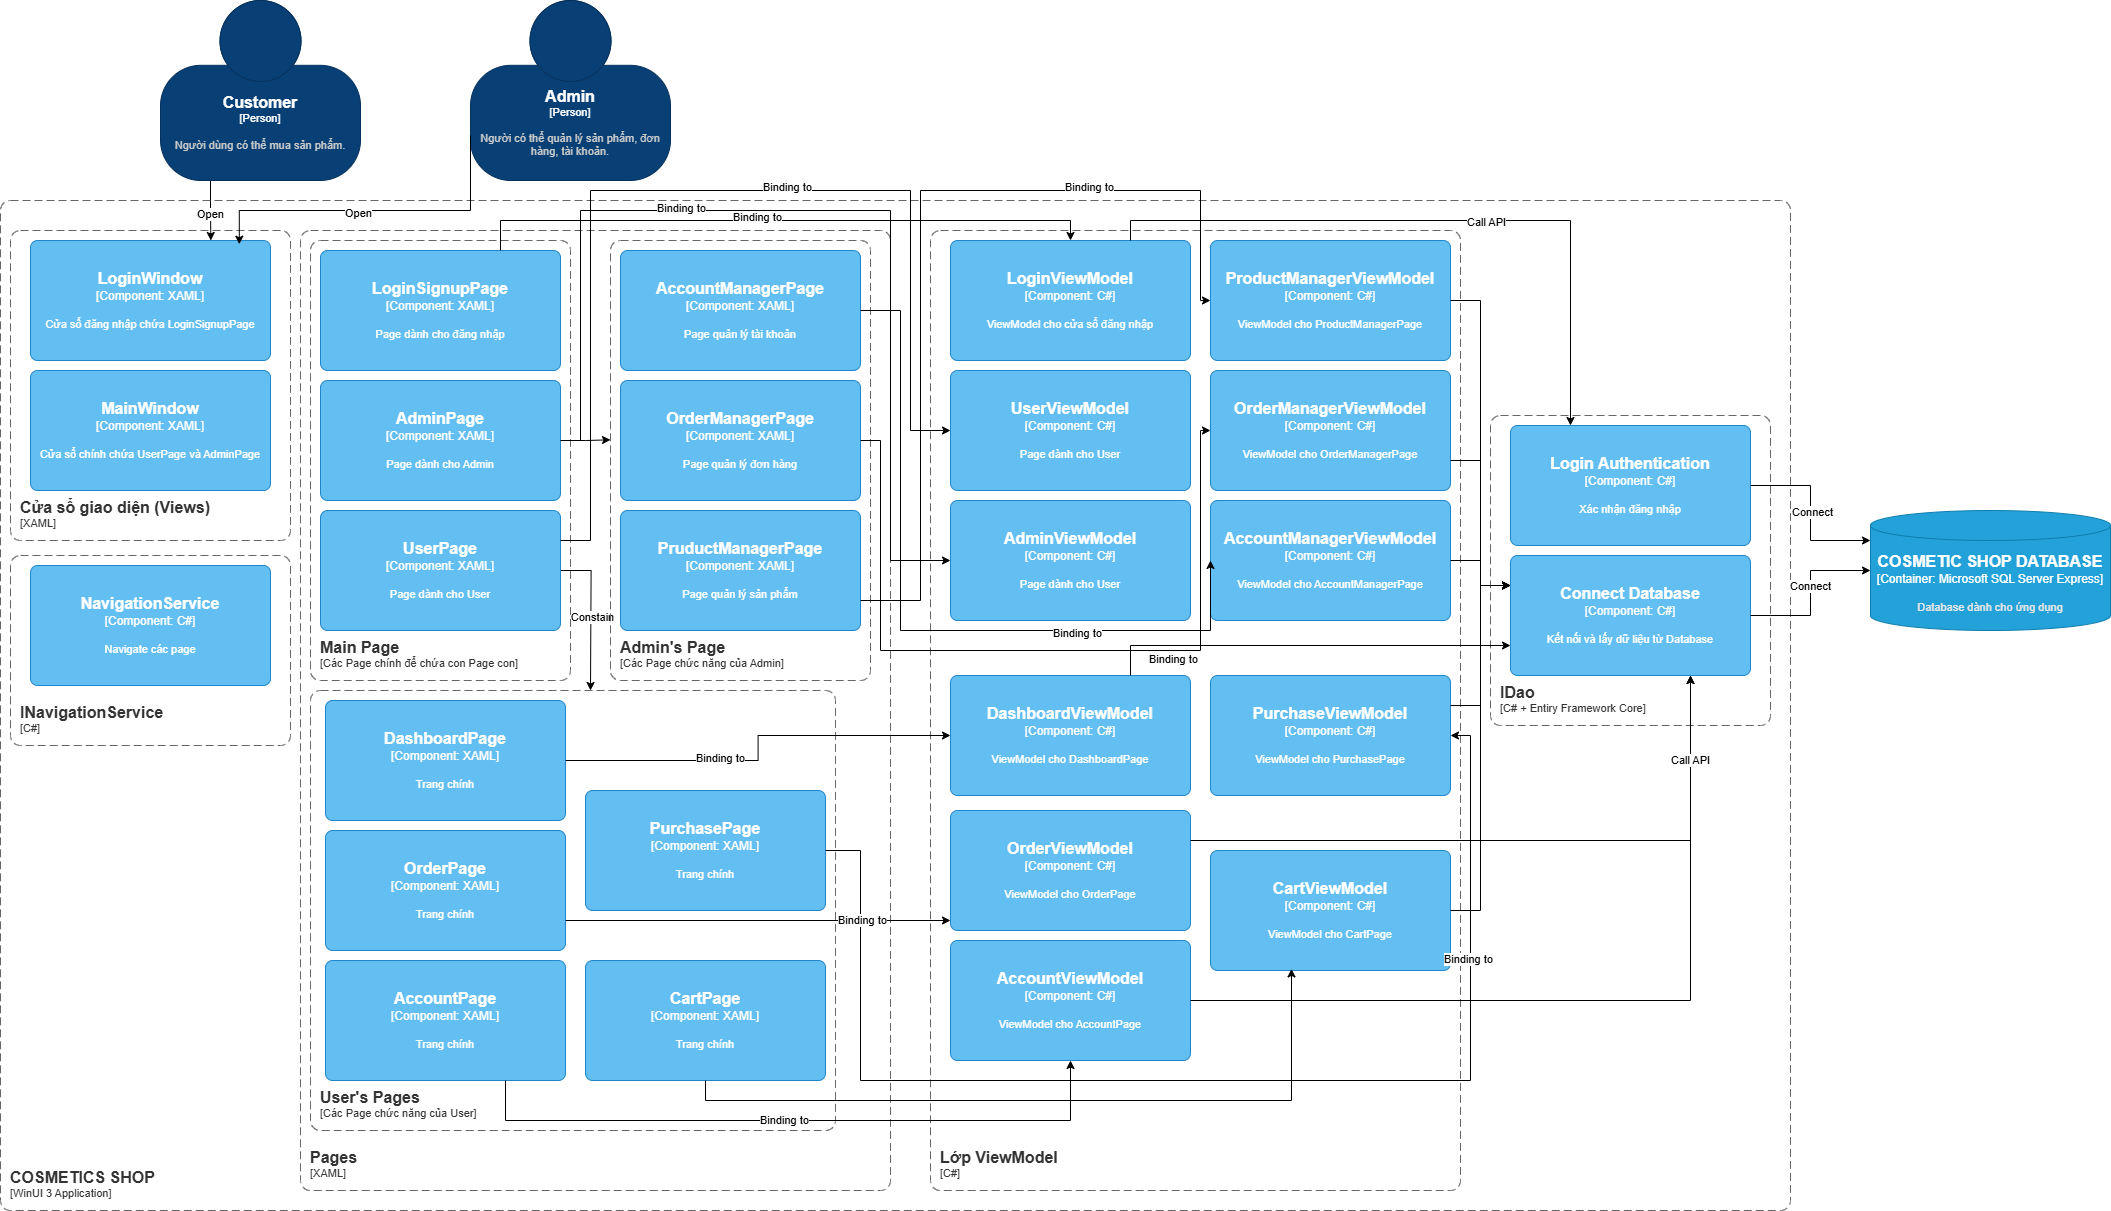 Customer
[Person]
Người dùng có thể mua sản phẩm.
Admin
[Person]
Người có thể quản lý sản phẩm, đơn
hàng, tài khoản.
Open
Open
Binding to
Binding to
Binding to
Binding to
Call API
LoginWindow
[Component: XAML]
Cửa sổ đăng nhập chứa LoginSignupPage
MainWindow
[Component: XAML]
Cửa sổ chính chứa UserPage và AdminPage
Cửa sổ giao diện (Views)
[XAML]
NavigationService
[Component: C#]
Navigate các page
INavigationService
[C#]
LoginSignupPage
[Component: XAML]
Page dành cho đăng nhập
AdminPage
[Component: XAML]
Page dành cho Admin
UserPage
[Component: XAML]
Page dành cho User
Main Page
[Các Page chính để chứa con Page con]
Constain
AccountManagerPage
[Component: XAML]
Page quản lý tài khoản
OrderManagerPage
[Component: XAML]
Page quản lý đơn hàng
PruductManagerPage
[Component: XAML]
Page quản lý sản phẩm
Admin's Page
[Các Page chức năng của Admin]
DashboardPage
[Component: XAML]
Trang chính
OrderPage
[Component: XAML]
Trang chính
AccountPage
[Component: XAML]
Trang chính
PurchasePage
[Component: XAML]
Trang chính
CartPage
[Component: XAML]
Trang chính
User's Pages
[Các Page chức năng của User]
Pages
[XAML]
Binding to
Binding to
Binding to
Binding to
Binding to
Binding to
LoginViewModel
[Component: C#]
ViewModel cho cửa sổ đăng nhập
ProductManagerViewModel
[Component: C#]
ViewModel cho ProductManagerPage
UserViewModel
[Component: C#]
Page dành cho User
OrderManagerViewModel
[Component: C#]
ViewModel cho OrderManagerPage
AdminViewModel
[Component: C#]
Page dành cho User
AccountManagerViewModel
[Component: C#]
ViewModel cho AccountManagerPage
DashboardViewModel
[Component: C#]
ViewModel cho DashboardPage
PurchaseViewModel
[Component: C#]
ViewModel cho PurchasePage
OrderViewModel
[Component: C#]
ViewModel cho OrderPage
CartViewModel
[Component: C#]
ViewModel cho CartPage
AccountViewModel
[Component: C#]
ViewModel cho AccountPage
Lớp ViewModel
[C#]
Login Authentication
[Component: C#]
Xác nhận đăng nhập
Connect Database
[Component: C#]
Kết nối và lấy dữ liệu từ Database
IDao
[C# + Entiry Framework Core]
Call API
Connect
Connect
COSMETIC SHOP DATABASE
[Container: Microsoft SQL Server Express]
Database dành cho ứng dụng
COSMETICS SHOP
[WinUI 3 Application]